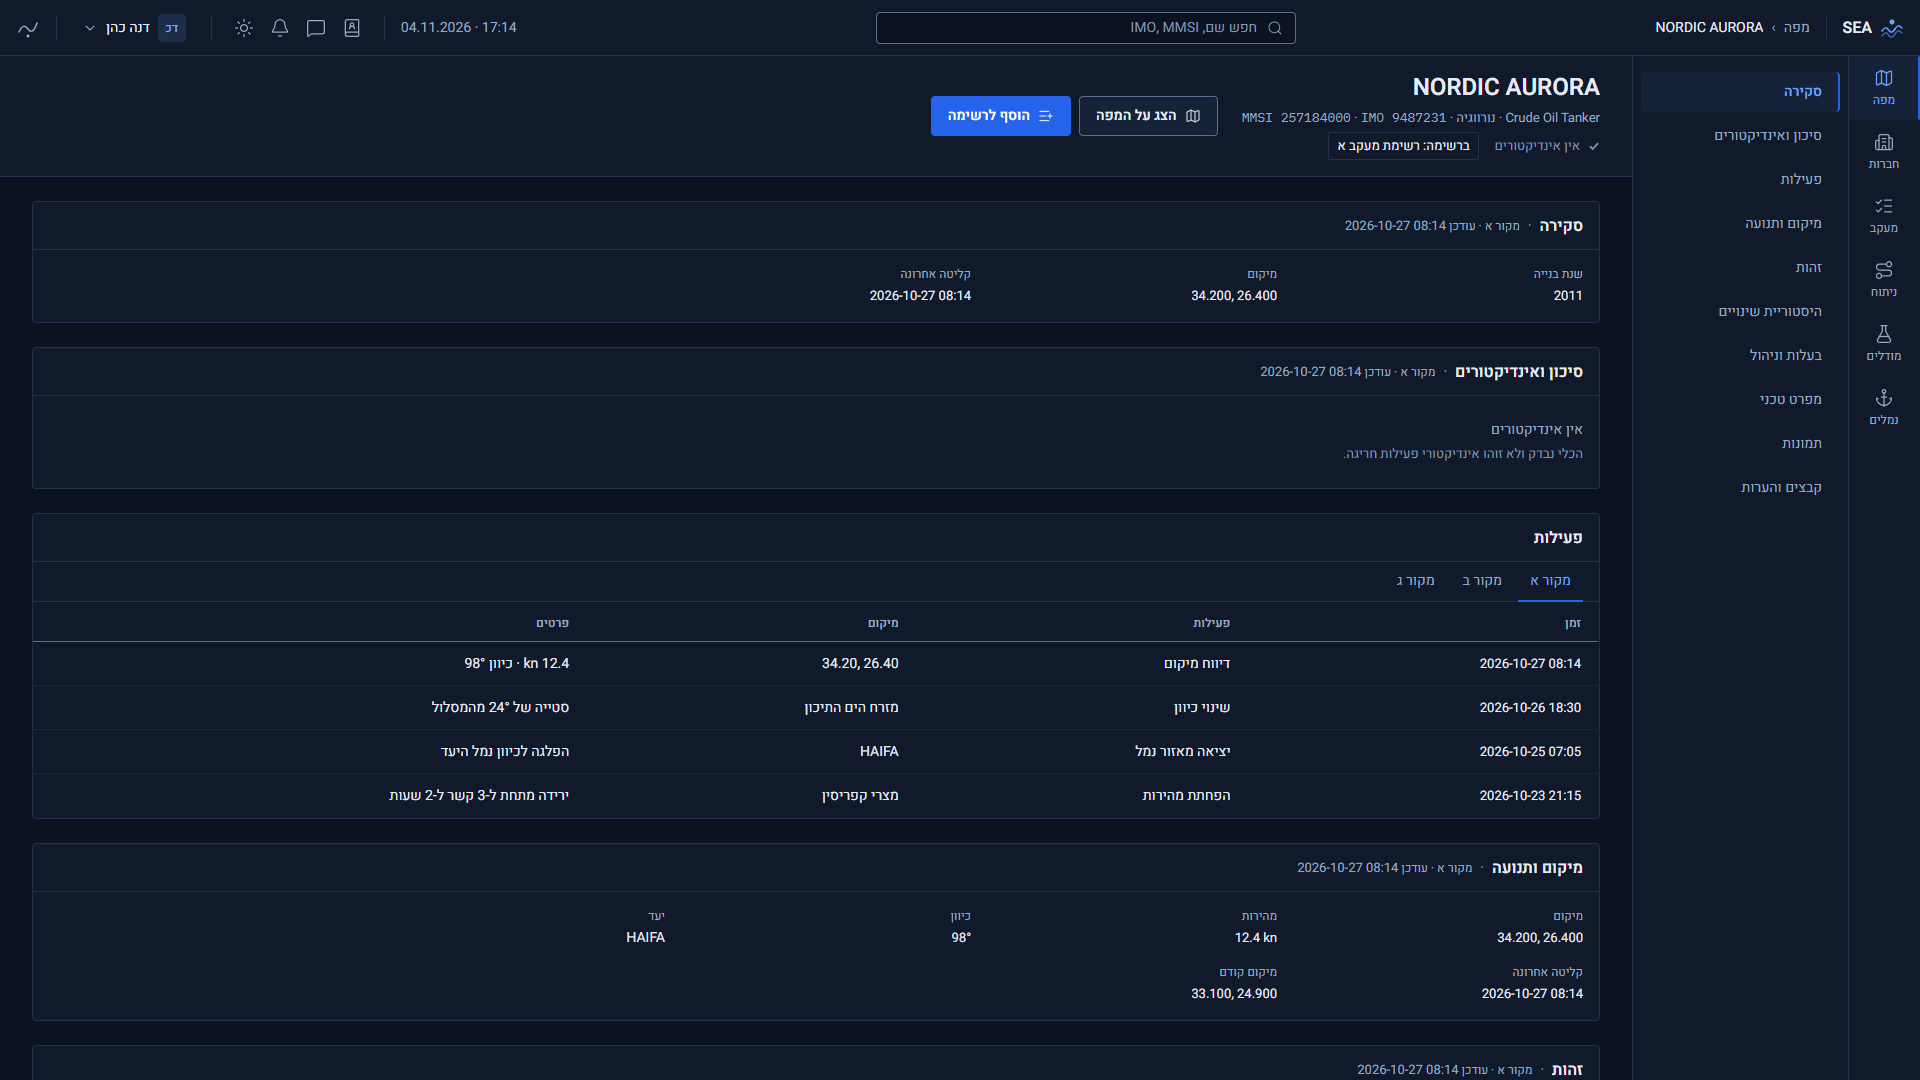 SEA
מפה › NORDIC AURORA
חפש שם, IMO, MMSI
04.11.2026 · 17:14
דכ
דנה כהן
מפה
חברות
מעקב
ניתוח
מודלים
נמלים
סקירה
סיכון ואינדיקטורים
פעילות
מיקום ותנועה
זהות
היסטוריית שינויים
בעלות וניהול
מפרט טכני
תמונות
קבצים והערות
NORDIC AURORA
Crude Oil Tanker · נורווגיה · IMO 9487231 · MMSI 257184000
אין אינדיקטורים
ברשימה: רשימת מעקב א
הצג על המפה
הוסף לרשימה
סקירה · מקור א · עודכן 2026-10-27 08:14
שנת בנייה
2011
מיקום
34.200, 26.400
קליטה אחרונה
2026-10-27 08:14
סיכון ואינדיקטורים · מקור א · עודכן 2026-10-27 08:14
אין אינדיקטורים
הכלי נבדק ולא זוהו אינדיקטורי פעילות חריגה.
פעילות
מקור א מקור ב מקור ג
זמן פעילות מיקום פרטים
2026-10-27 08:14 דיווח מיקום 34.20, 26.40 12.4 kn · כיוון 98°
2026-10-26 18:30 שינוי כיוון מזרח הים התיכון סטייה של 24° מהמסלול
2026-10-25 07:05 יציאה מאזור נמל HAIFA הפלגה לכיוון נמל היעד
2026-10-23 21:15 הפחתת מהירות מצרי קפריסין ירידה מתחת ל-3 קשר ל-2 שעות
מיקום ותנועה · מקור א · עודכן 2026-10-27 08:14
מיקום
34.200, 26.400
מהירות
12.4 kn
כיוון
98°
יעד
HAIFA
קליטה אחרונה
2026-10-27 08:14
מיקום קודם
33.100, 24.900
זהות · מקור א · עודכן 2026-10-27 08:14